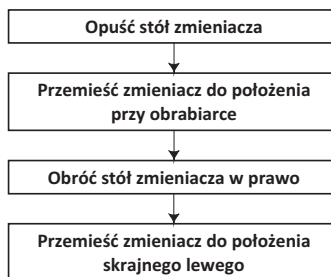 Opuść stół zmieniacza
Przemieść zmieniacz do położenia
przy obrabiarce
Obróć stół zmieniacza w prawo
Przemieść zmieniacz do położenia
skrajnego lewego